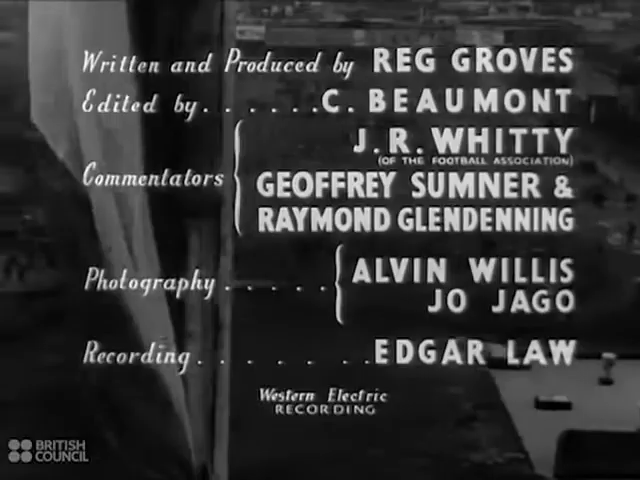 Written and Produced by REG GROVES
Edited by......C. BEAUMONT
Commentators
J.R. WHITTY
(OF THE FOOTBALL ASSOCIATION)
GEOFFREY SUMNER &
RAYMOND GLENDENNING
Photography.....
ALVIN WILLIS
JO JAGO
Recording.......EDGAR LAW
Western Electric
RECORDING
BRITISH
COUNCIL